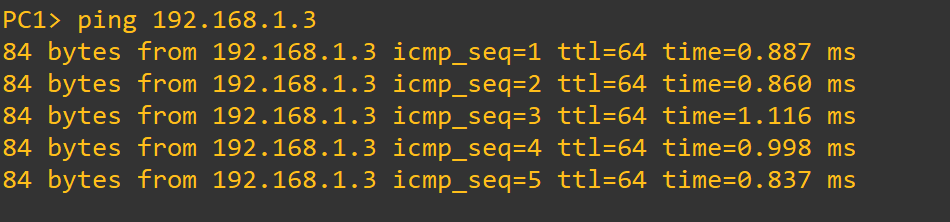 PC1> ping 192.168.1.3
84 bytes from 192.168.1.3 icmp_seq=1 ttl=64 time=0.887 ms
84 bytes from 192.168.1.3 icmp_seq=2 ttl=64 time=0.860 ms
84 bytes from 192.168.1.3 icmp_seq=3 ttl=64 time=1.116 ms
84 bytes from 192.168.1.3 icmp_seq=4 ttl=64 time=0.998 ms
84 bytes from 192.168.1.3 icmp_seq=5 ttl=64 time=0.837 ms